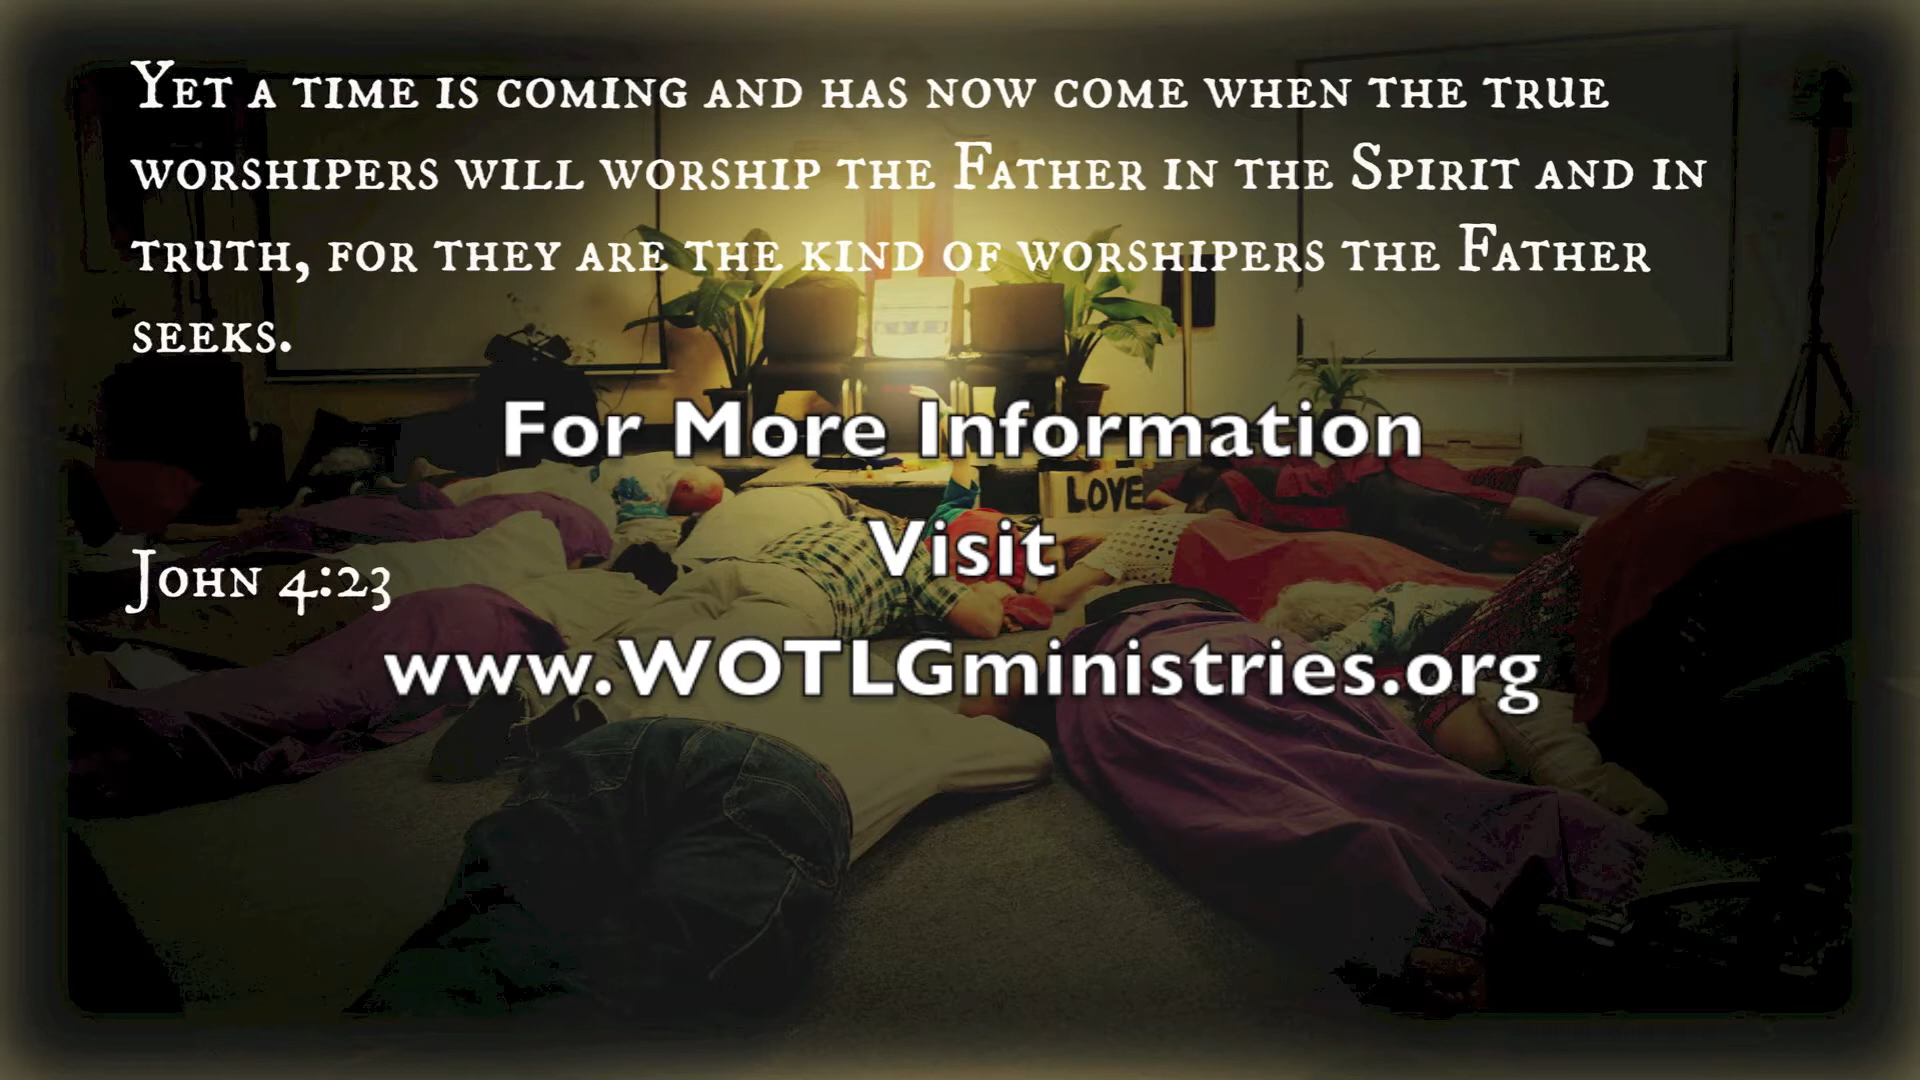 Yet a time is coming and has now come when the true
worshipers will worship the Father in the Spirit and in
truth, for they are the kind of worshipers the Father
seeks.
For More Information
LOVE
Visit
John 4:23
www.WOTLGministries.org